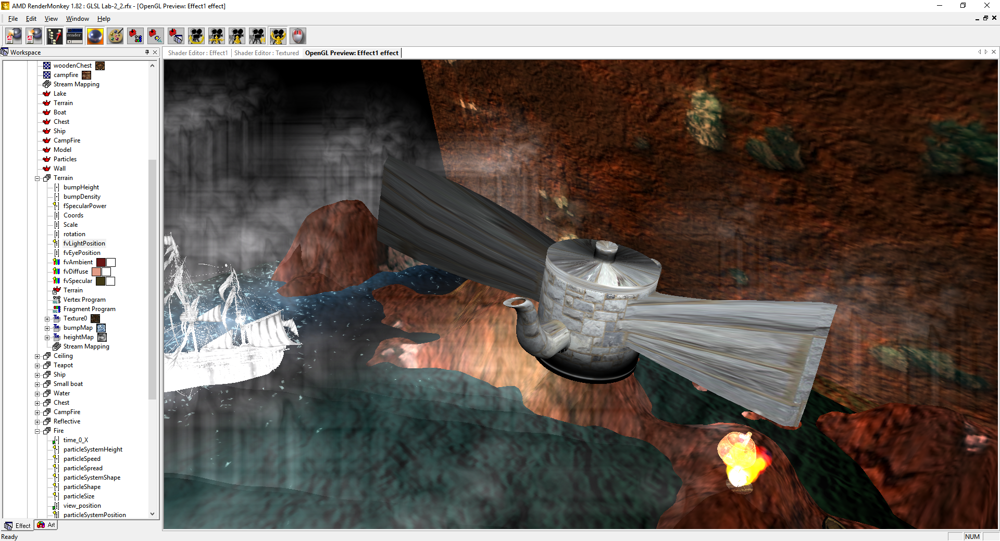 AMD RenderMonkey 1.82 : GLSL Lab-2_2.rfx - [OpenGL Preview: Effect1 effect]
File Edit View Window Help
render
Workspace
Shader Editor : Effect1 Shader Editor : Textured OpenGL Preview: Effect1 effect
woodenChest
campfire
Stream Mapping
Lake
Terrain
Boat
Chest
Ship
CampFire
Model
Particles
Wall
Terrain
bumpHeight
bumpDensity
fSpecularPower
Coords
Scale
rotation
fvLightPosition
fvEyePosition
fvAmbient
fvDiffuse
fvSpecular
Terrain
Vertex Program
Fragment Program
Texture0
bumpMap
heightMap
Stream Mapping
Ceiling
Teapot
Ship
Small boat
Water
Chest
CampFire
Reflective
Fire
time_0_X
particleSystemHeight
particleSpeed
particleSpread
particleSystemShape
particleShape
particleSize
view_position
particleSystemPosition
Effect Art
Ready NUM